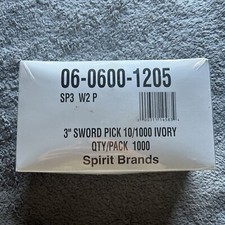 06-0600-1205
SP3 W2 P
3" SWORD PICK 10/1000 IVORY
QTY/PACK 1000
Spirit Brands